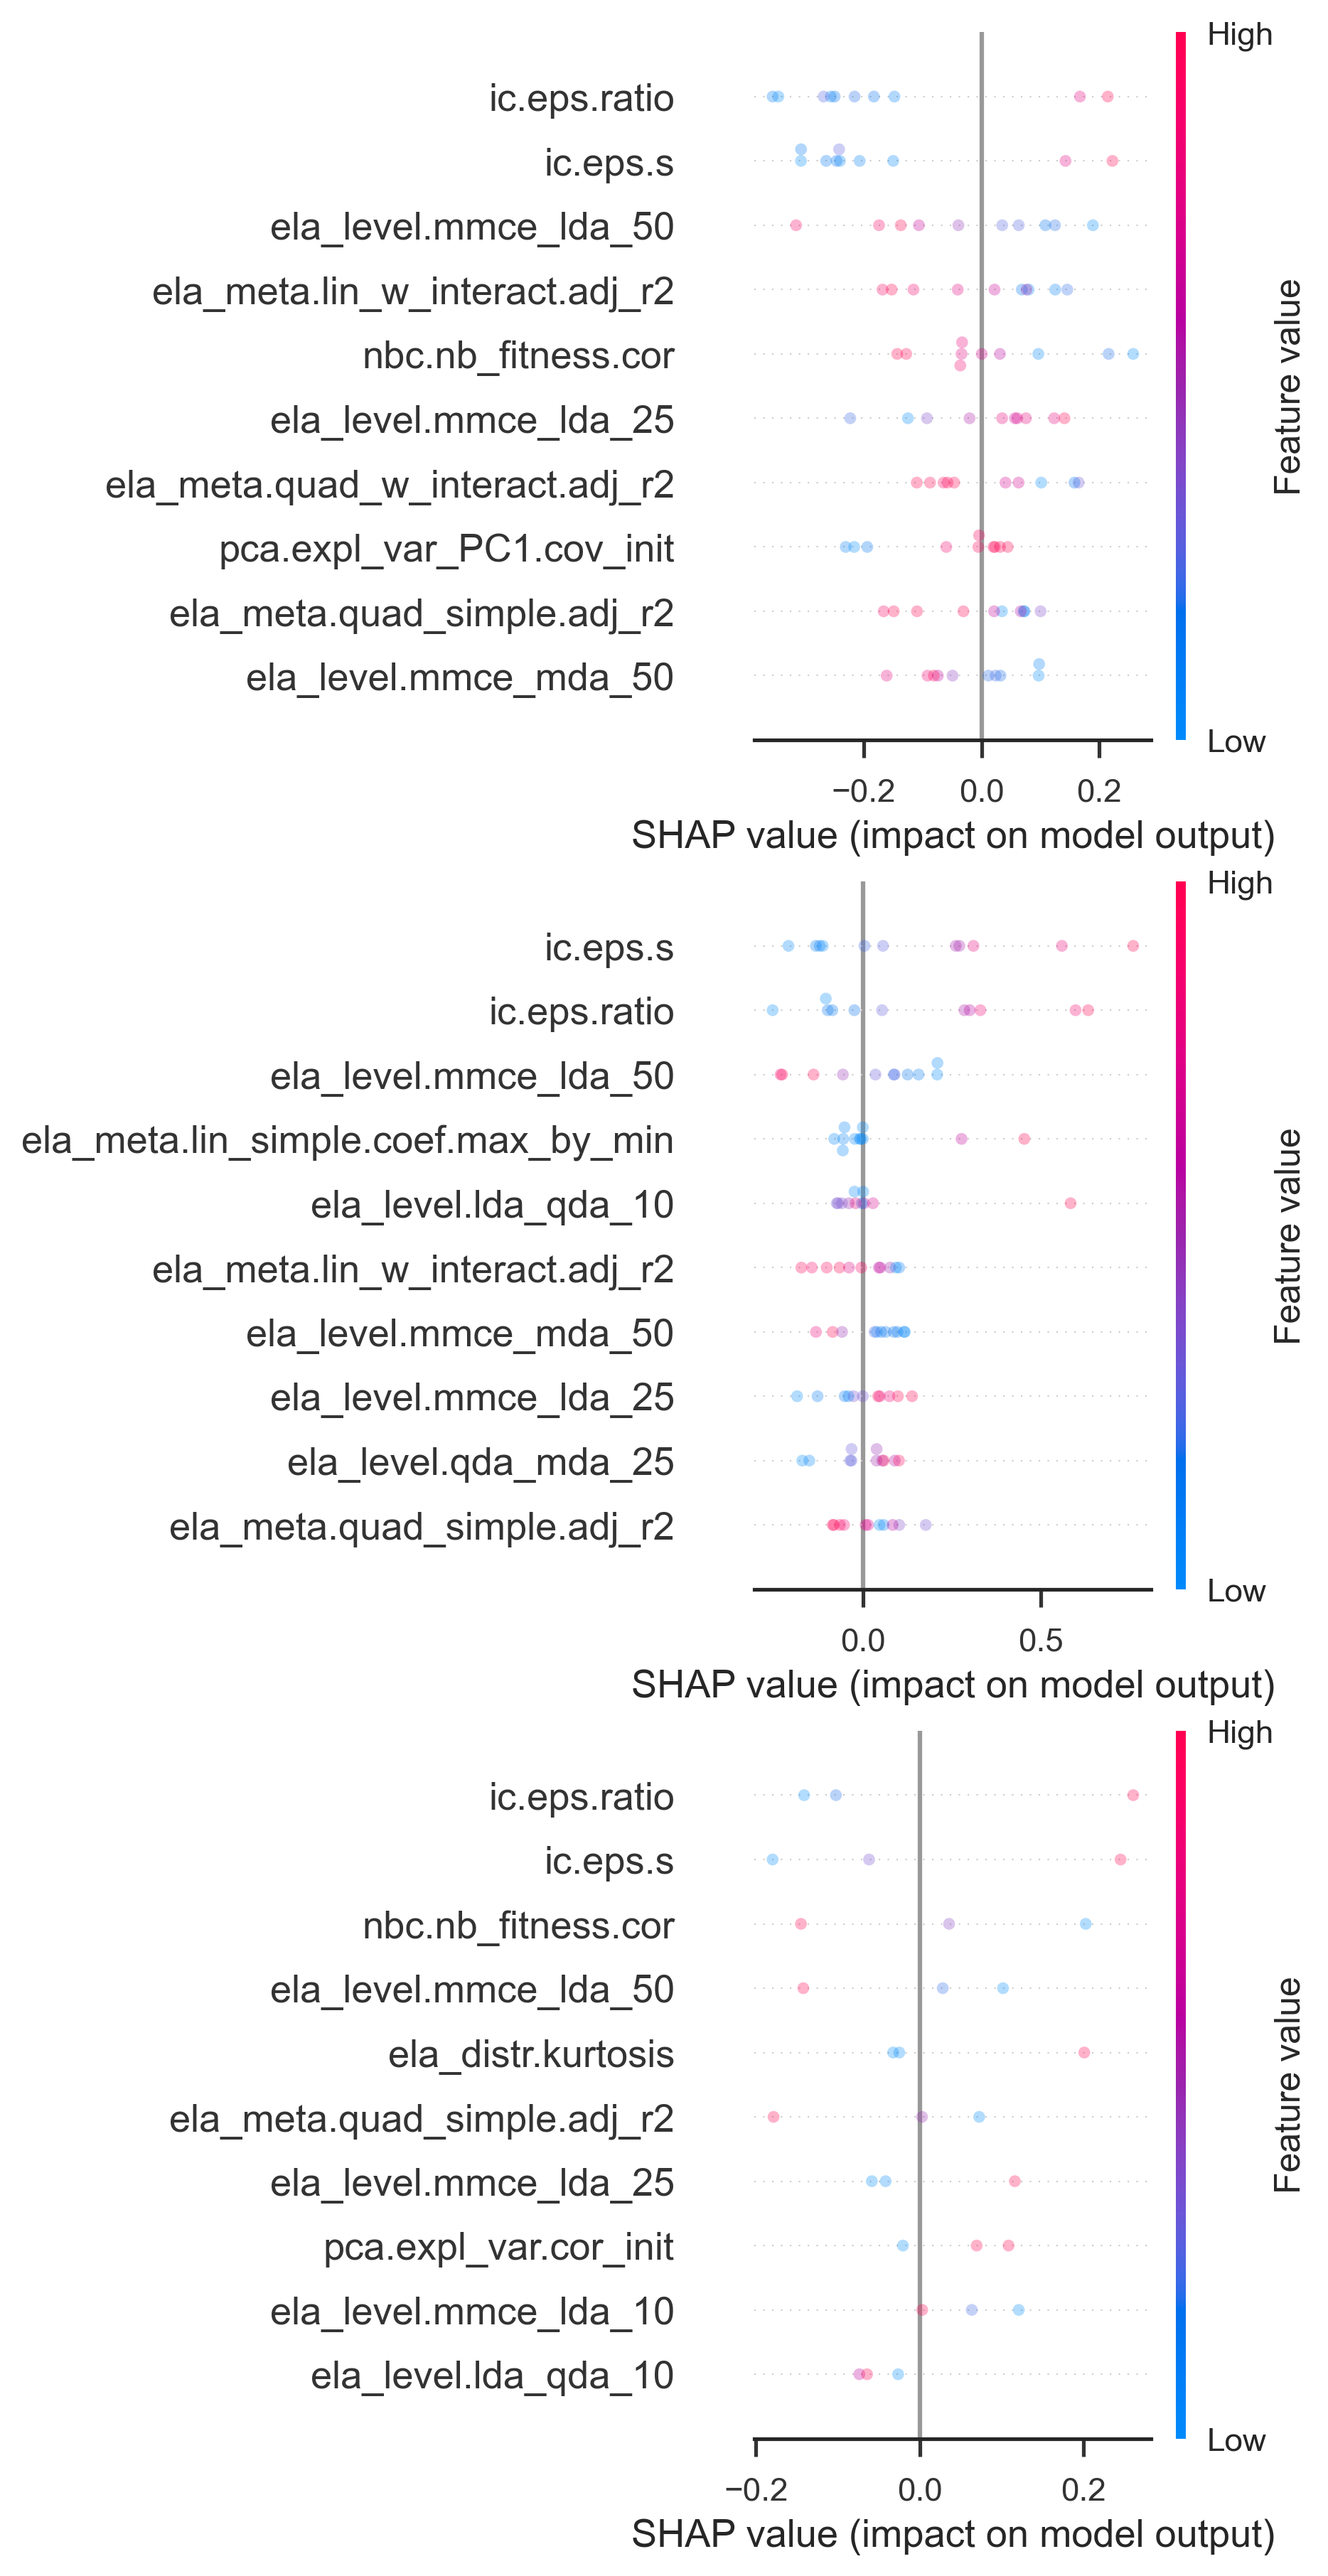 High
ic.eps.ratio
ic.eps.s
ela_level.mmce_lda_50
ela_meta.lin_w_interact.adj_r2
nbc.nb_fitness.cor
ela_level.mmce_lda_25
ela_meta.quad_w_interact.adj_r2
pca.expl_var_PC1.cov_init
ela_meta.quad_simple.adj_r2
ela_level.mmce_mda_50
Feature value
Low
−0.2 0.0 0.2
SHAP value (impact on model output)
High
ic.eps.s
ic.eps.ratio
ela_level.mmce_lda_50
ela_meta.lin_simple.coef.max_by_min
ela_level.lda_qda_10
ela_meta.lin_w_interact.adj_r2
ela_level.mmce_mda_50
ela_level.mmce_lda_25
ela_level.qda_mda_25
ela_meta.quad_simple.adj_r2
Feature value
Low
0.0 0.5
SHAP value (impact on model output)
High
ic.eps.ratio
ic.eps.s
nbc.nb_fitness.cor
ela_level.mmce_lda_50
ela_distr.kurtosis
ela_meta.quad_simple.adj_r2
ela_level.mmce_lda_25
pca.expl_var.cor_init
ela_level.mmce_lda_10
ela_level.lda_qda_10
Feature value
Low
−0.2 0.0 0.2
SHAP value (impact on model output)